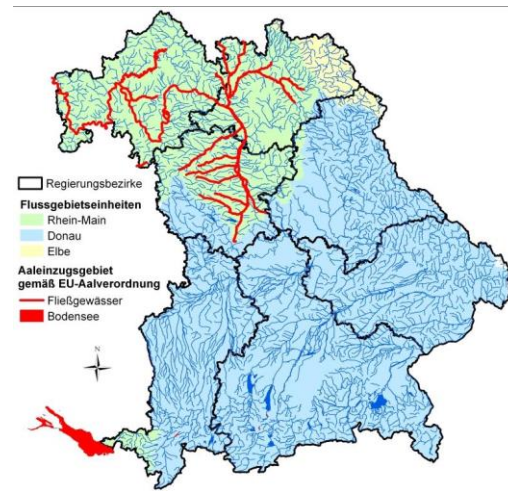 Regierungsbezirke
Flussgebietseinheiten
Rhein-Main
Donau
Elbe
Aaleinzugsgebiet
gemäß EU-Aalverordnung
Fließgewässer
Bodensee
N